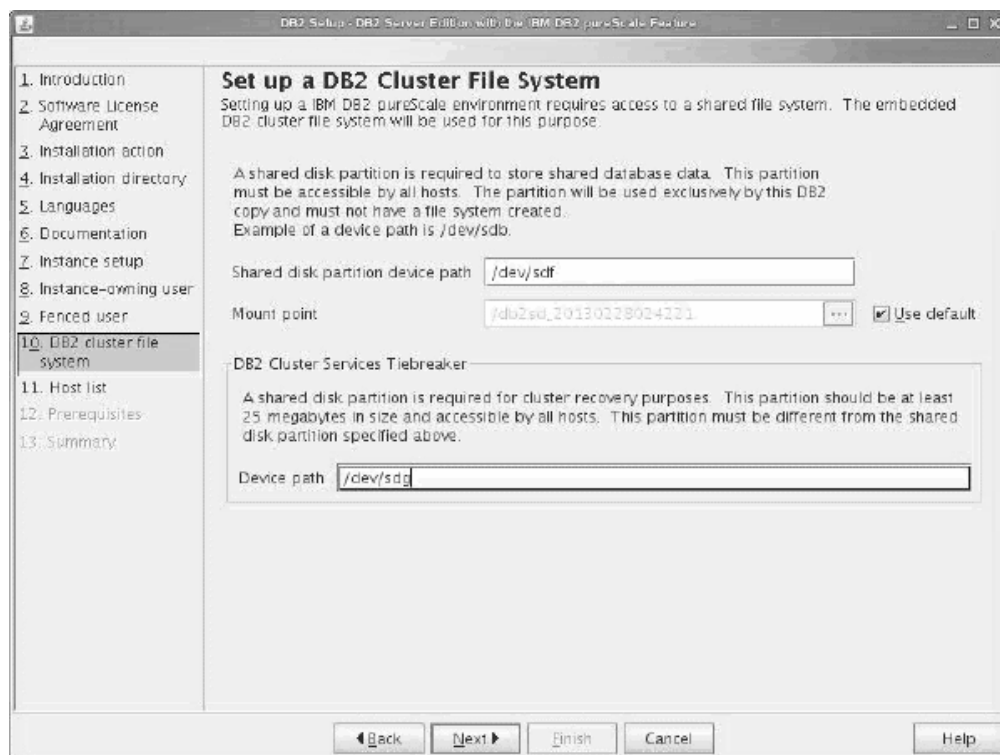 DB2 Setup - DB2 Server Edition with the IBM DB2 pureScale Feature
1. Introduction
2. Software License
Agreement
3. Installation action
4. Installation directory
5. Languages
6. Documentation
7. Instance setup
8. Instance-owning user
9. Fenced user
10. DB2 cluster file
system
11. Host list
12. Prerequisites
13. Summary
Set up a DB2 Cluster File System
Setting up a IBM DB2 pureScale environment requires access to a shared file system. The embedded
DB2 cluster file system will be used for this purpose.
A shared disk partition is required to store shared database data. This partition
must be accessible by all hosts. The partition will be used exclusively by this DB2
copy and must not have a file system created.
Example of a device path is /dev/sdb.
Shared disk partition device path /dev/sdf
Mount point /db2sd_20130228024221 ... Use default
DB2 Cluster Services Tiebreaker
A shared disk partition is required for cluster recovery purposes. This partition should be at least
25 megabytes in size and accessible by all hosts. This partition must be different from the shared
disk partition specified above.
Device path /dev/sdg
Back Next Finish Cancel Help